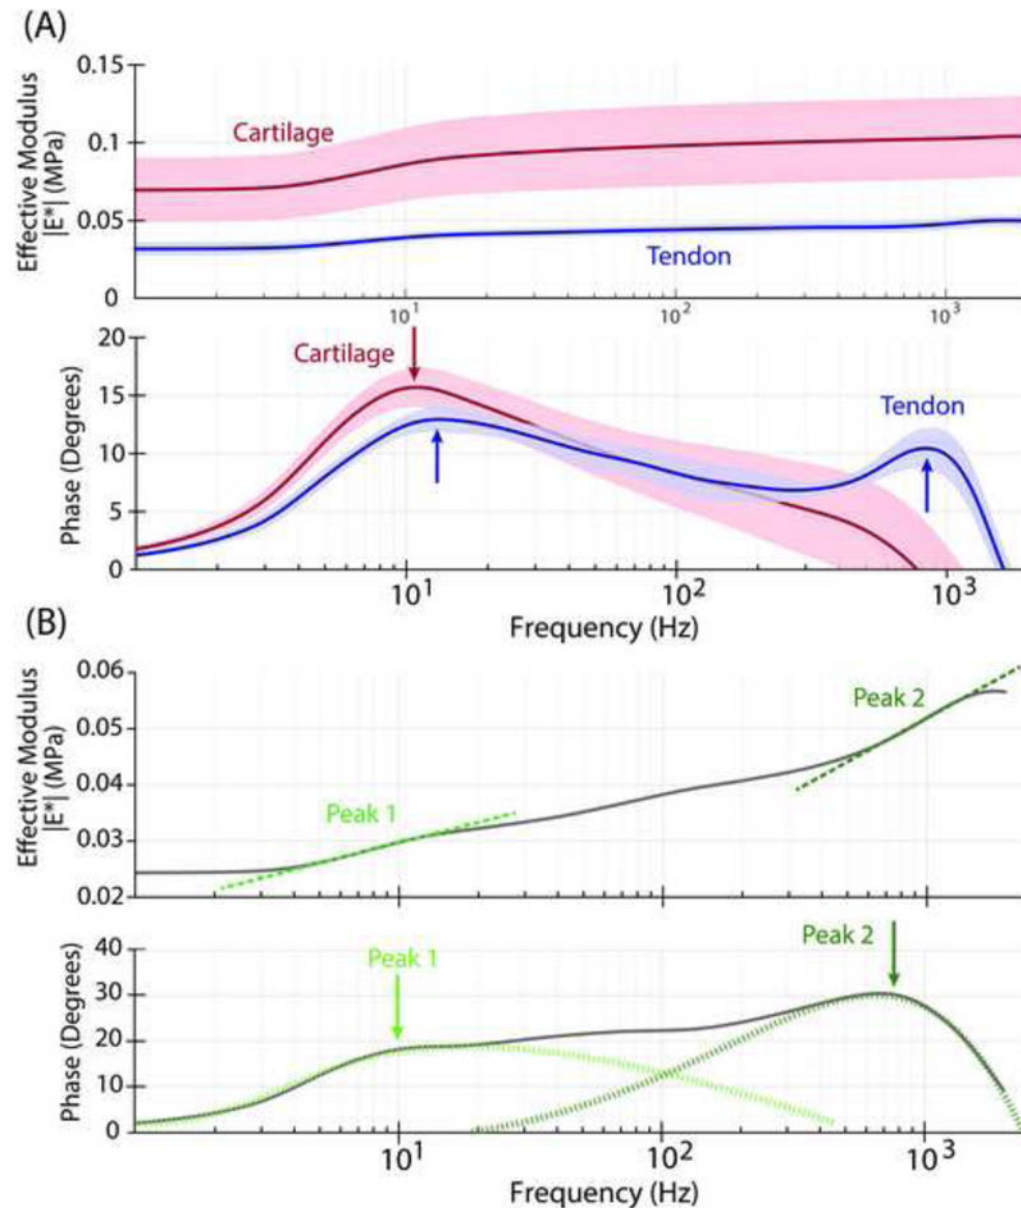 (A)
Effective Modulus
|E*| (MPa)
0.15
0.1
0.05
0
Cartilage
Tendon
10¹
10²
10³
Phase (Degrees)
20
15
10
5
0
Cartilage
Tendon
10¹
10²
10³
Frequency (Hz)
(B)
Effective Modulus
|E*| (MPa)
0.06
0.05
0.04
0.03
0.02
Peak 1
Peak 2
Phase (Degrees)
40
30
20
10
0
Peak 1
Peak 2
10¹
10²
10³
Frequency (Hz)